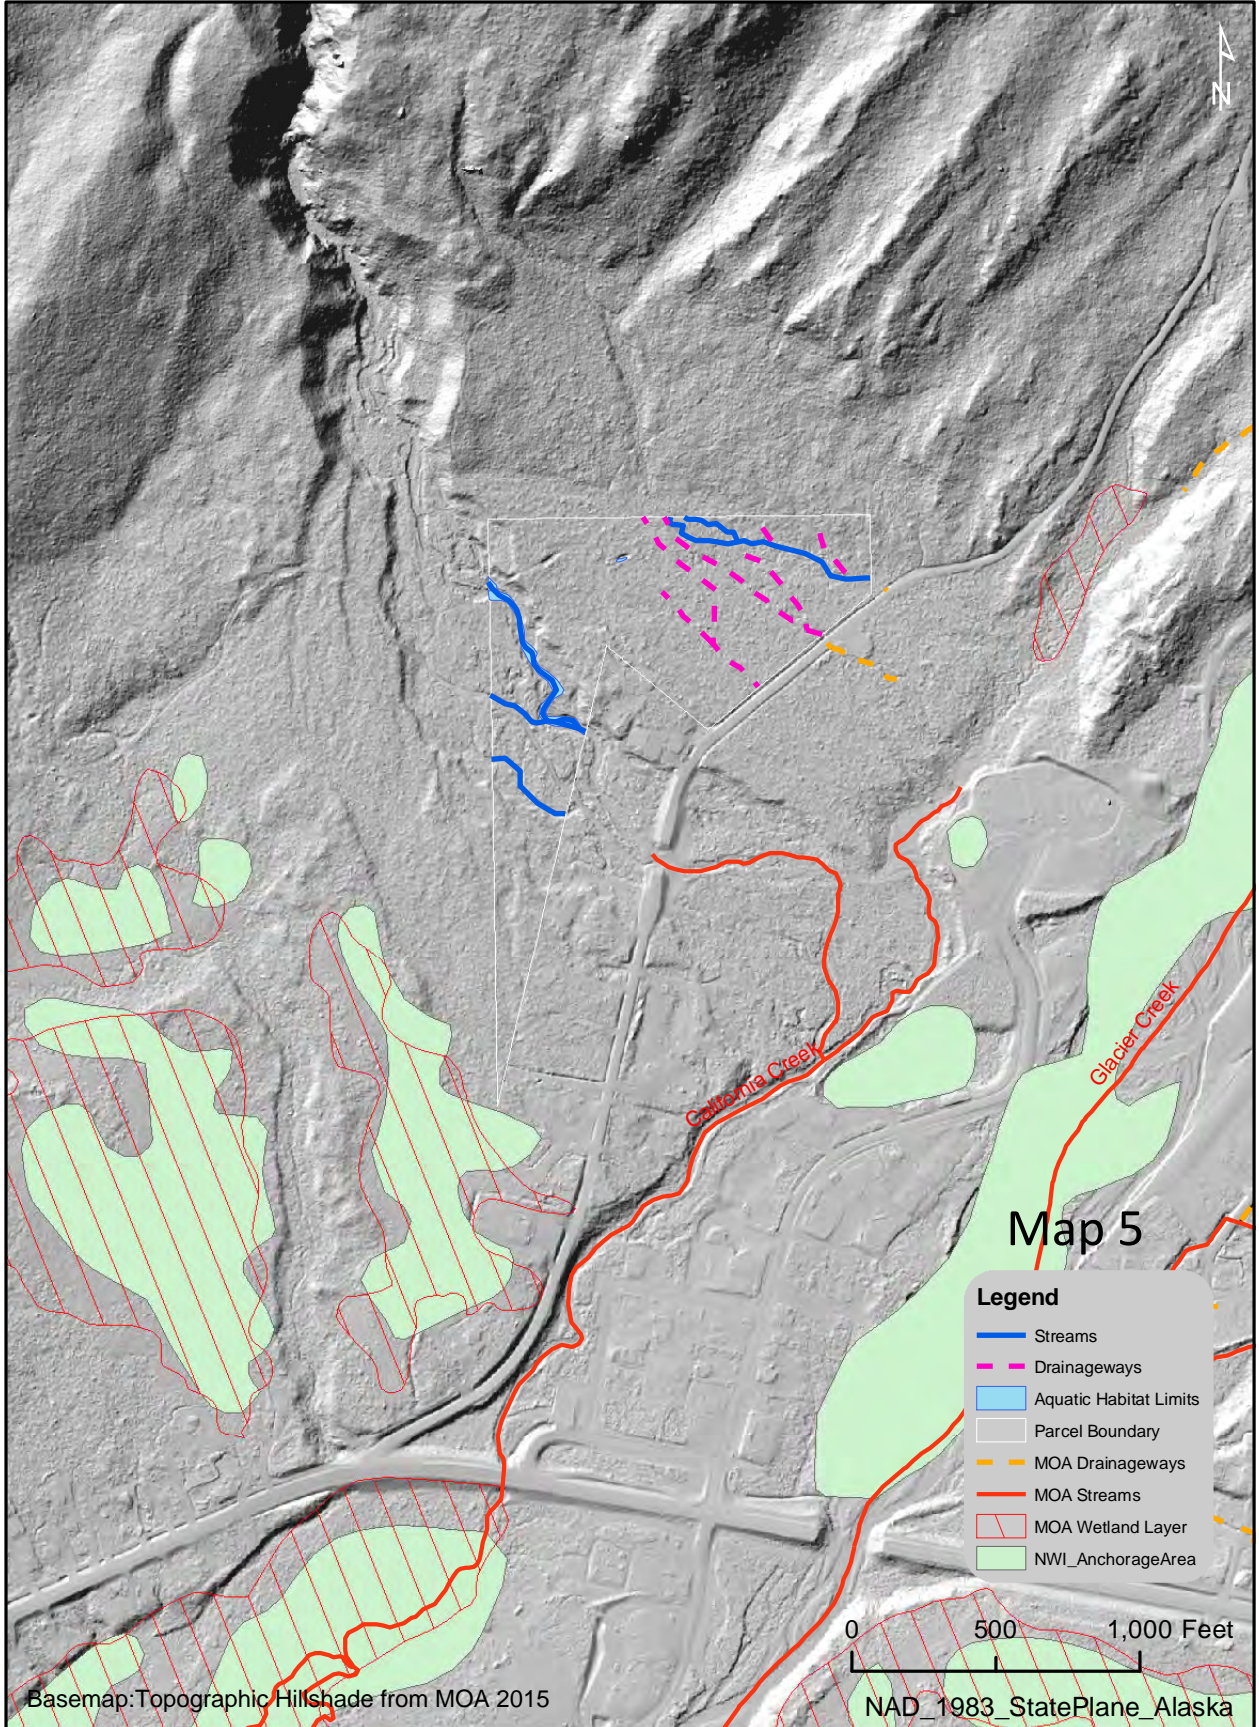 N
California Creek
Glacier Creek
Map 5
Legend
Streams
Drainageways
Aquatic Habitat Limits
Parcel Boundary
MOA Drainageways
MOA Streams
MOA Wetland Layer
NWI_AnchorageArea
0 500 1,000 Feet
Basemap:Topographic Hillshade from MOA 2015
NAD_1983_StatePlane_Alaska